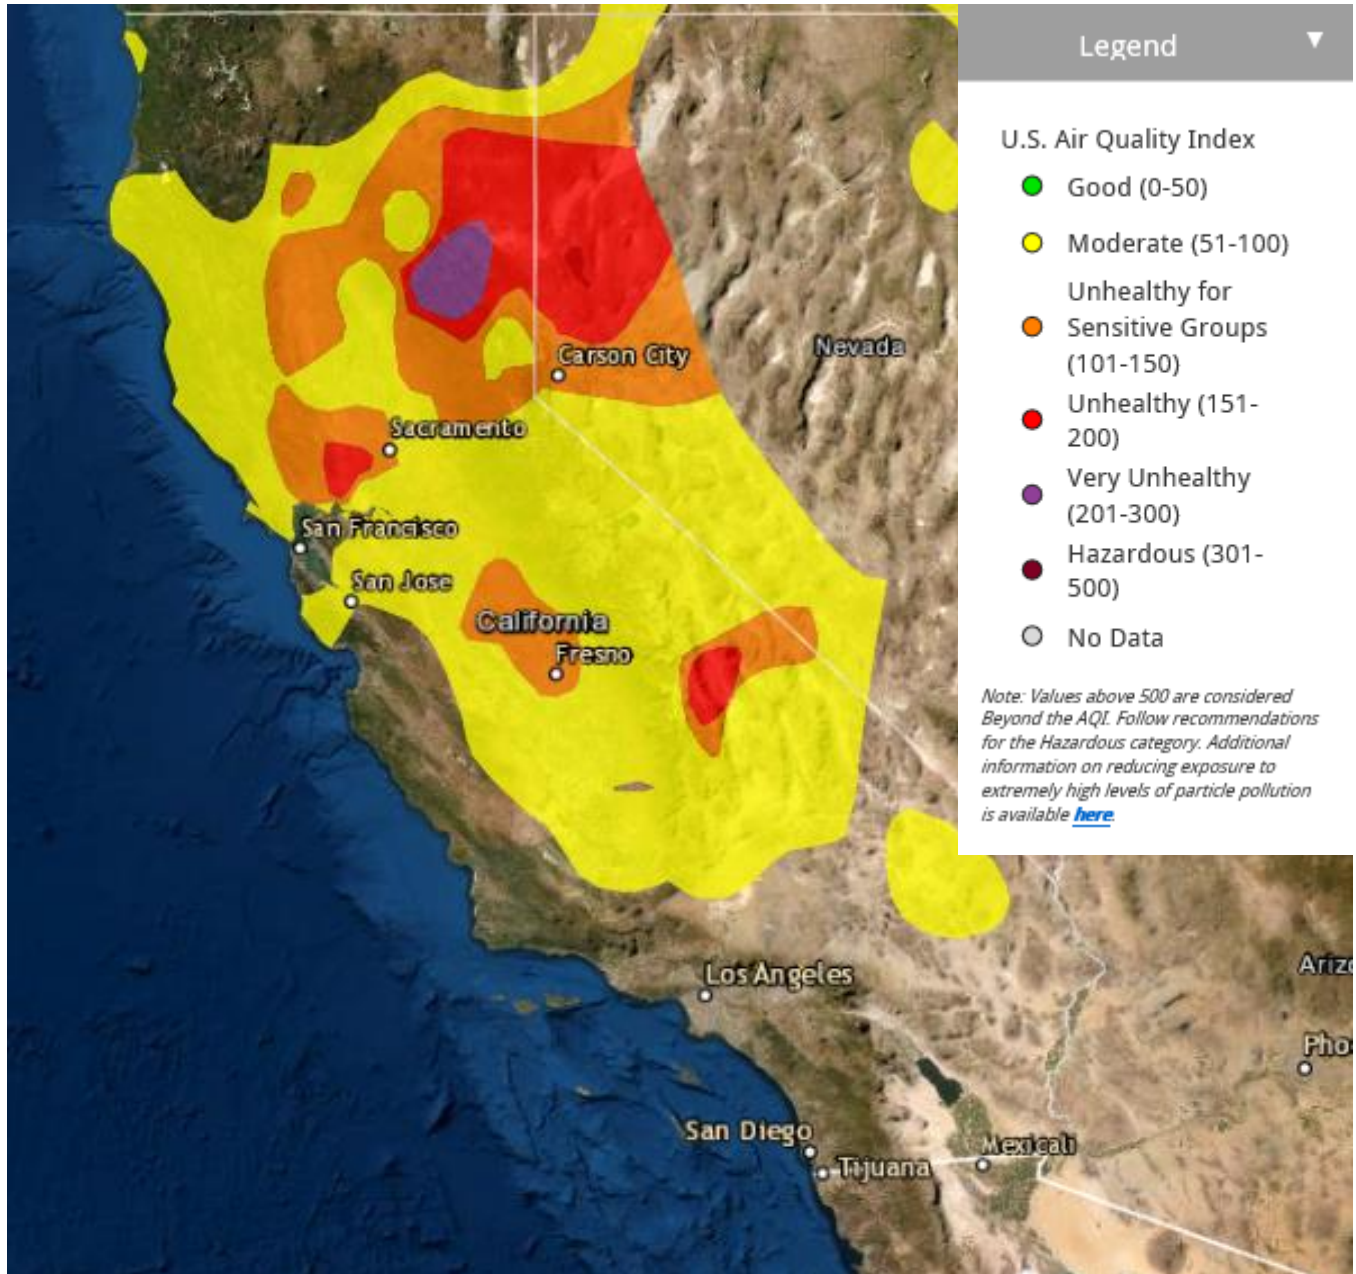 Legend ▼
U.S. Air Quality Index
Good (0-50)
Moderate (51-100)
Unhealthy for
Sensitive Groups
(101-150)
Unhealthy (151-
200)
Very Unhealthy
(201-300)
Hazardous (301-
500)
No Data
Note: Values above 500 are considered
Beyond the AQI. Follow recommendations
for the Hazardous category. Additional
information on reducing exposure to
extremely high levels of particle pollution
is available here.
Nevada
Carson City
Sacramento
San Francisco
San Jose
California
Fresno
Los Angeles
Arizo
Pho
San Diego
Tijuana
Mexicali